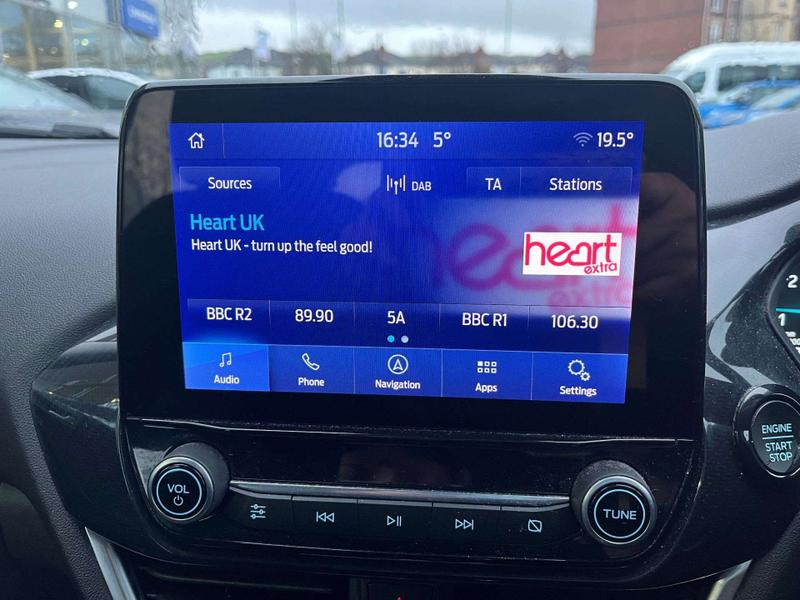 16:34 5° 19.5°
Sources DAB TA Stations
Heart UK
Heart UK - turn up the feel good!
heart
extra
BBC R2 89.90 5A BBC R1 106.30
Audio Phone Navigation Apps Settings
VOL
TUNE
ENGINE
START
STOP
2
1